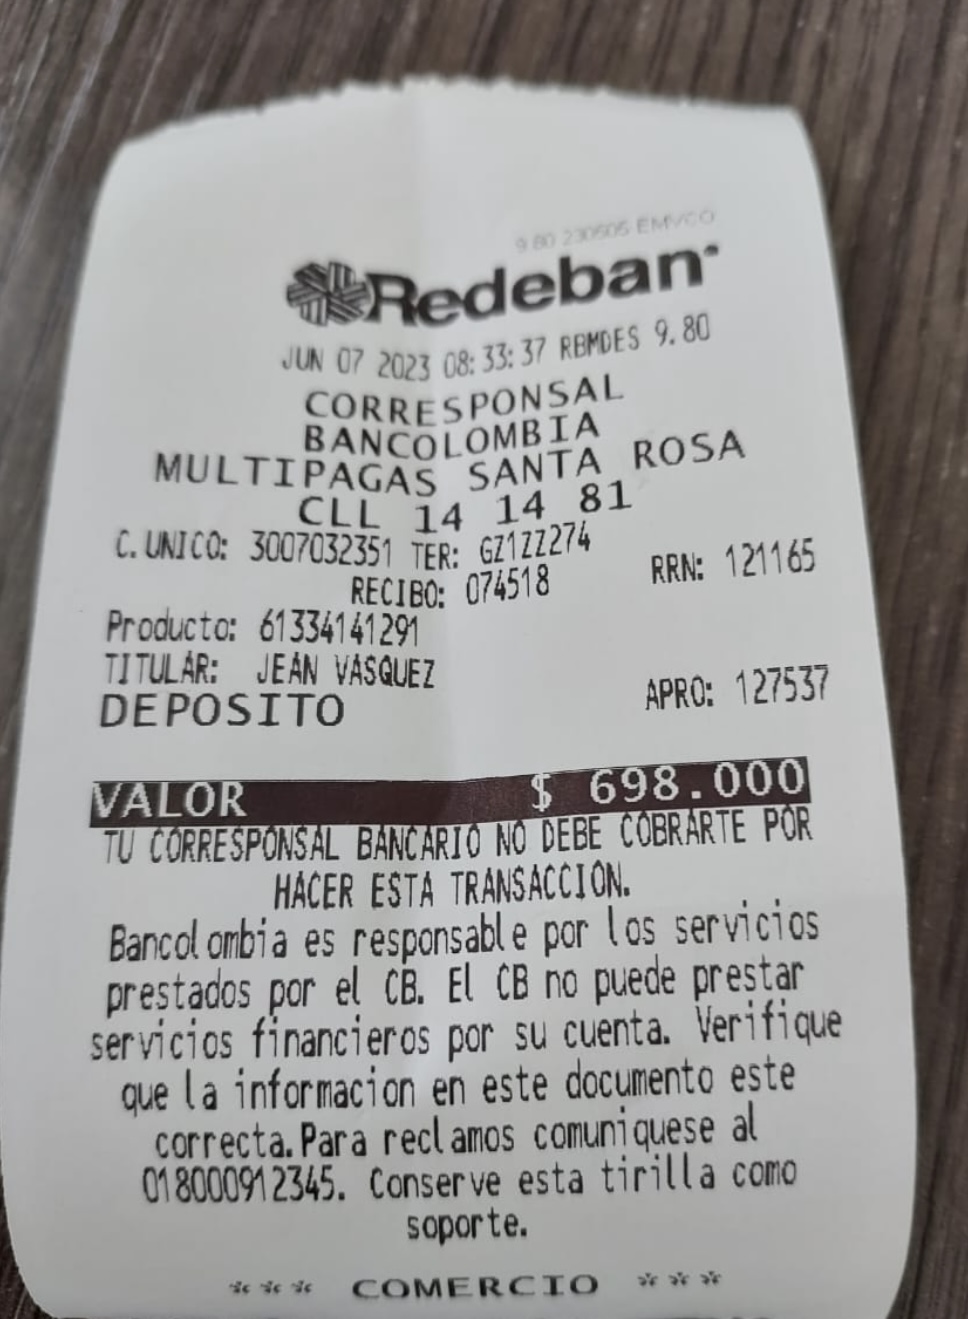 9.80 230605 EMVCO
Redeban
JUN 07 2023 08:33:37 RBMDES 9.80
CORRESPONSAL
BANCOLOMBIA
MULTIPAGAS SANTA ROSA
CLL 14 14 81
C.UNICO: 3007032351 TER: GZ1ZZ274
RECIBO: 074518 RRN: 121165
Producto: 61334141291
TITULAR: JEAN VASQUEZ
DEPOSITO APRO: 127537
VALOR $ 698.000
TU CORRESPONSAL BANCARIO NO DEBE COBRARTE POR
HACER ESTA TRANSACCION.
Bancolombia es responsable por los servicios
prestados por el CB. El CB no puede prestar
servicios financieros por su cuenta. Verifique
que la informacion en este documento este
correcta.Para reclamos comuniquese al
018000912345. Conserve esta tirilla como
soporte.
*** COMERCIO ***